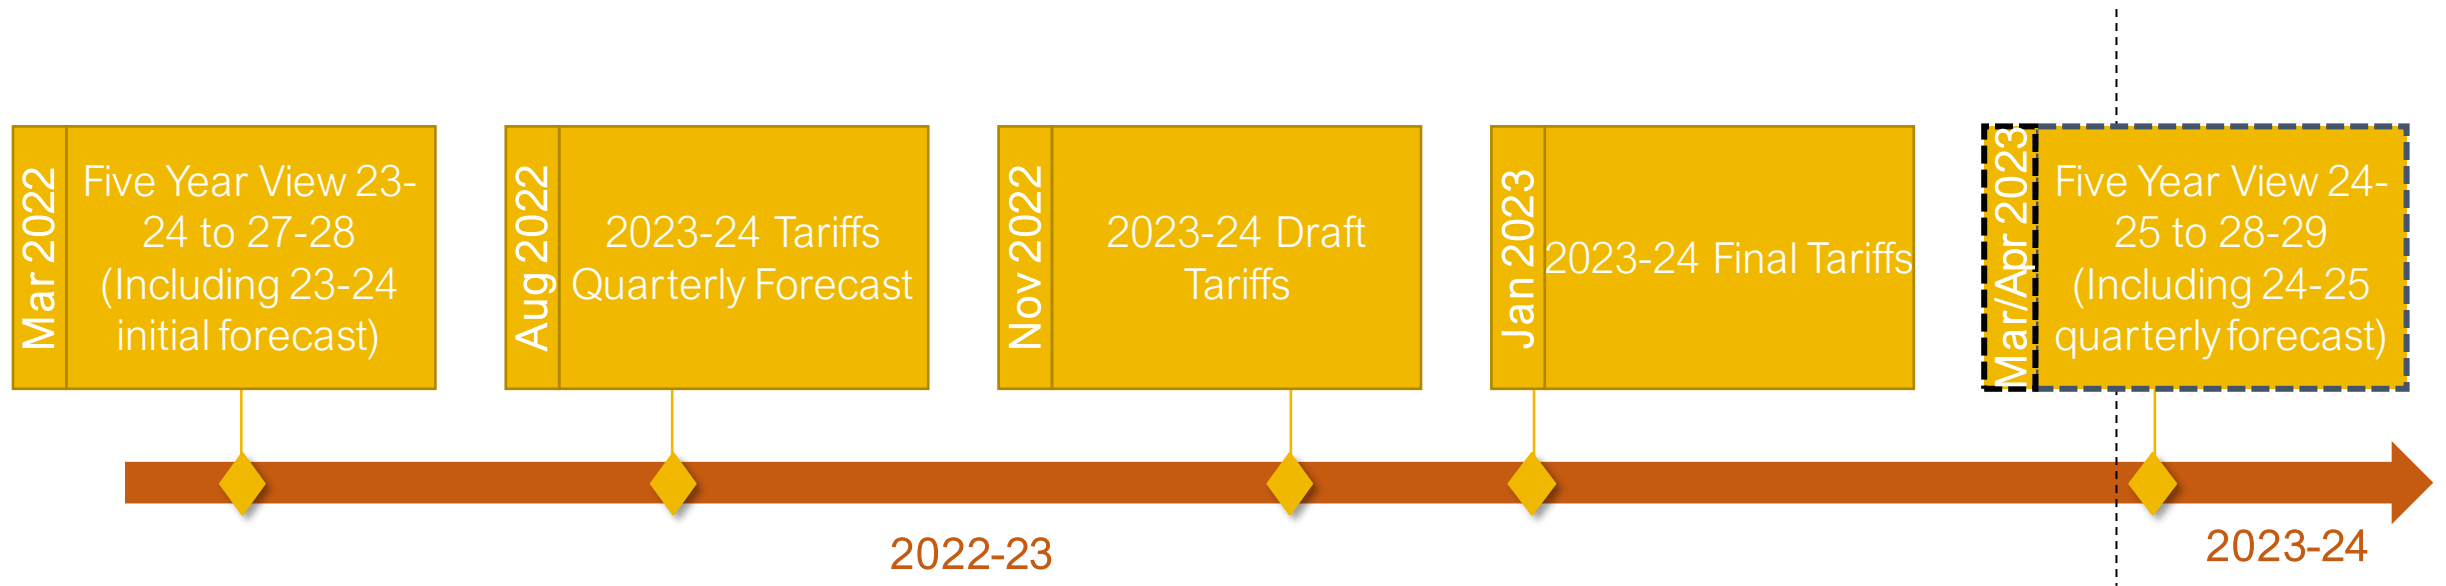 Mar 2022
Five Year View 23-
24 to 27-28
(Including 23-24
initial forecast)
Aug 2022
2023-24 Tariffs
Quarterly Forecast
Nov 2022
2023-24 Draft
Tariffs
Jan 2023
2023-24 Final Tariffs
Mar/Apr 2023
Five Year View 24-
25 to 28-29
(Including 24-25
quarterly forecast)
2022-23
2023-24